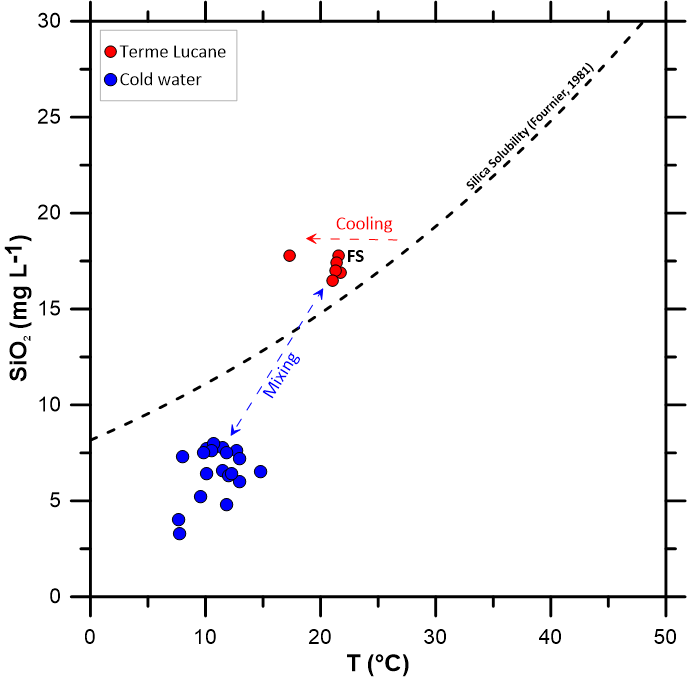 30
25
20
15
10
5
0
SiO₂ (mg L⁻¹)
Terme Lucane
Cold water
Silica Solubility (Fournier, 1981)
Cooling
FS
Mixing
0 10 20 30 40 50
T (°C)